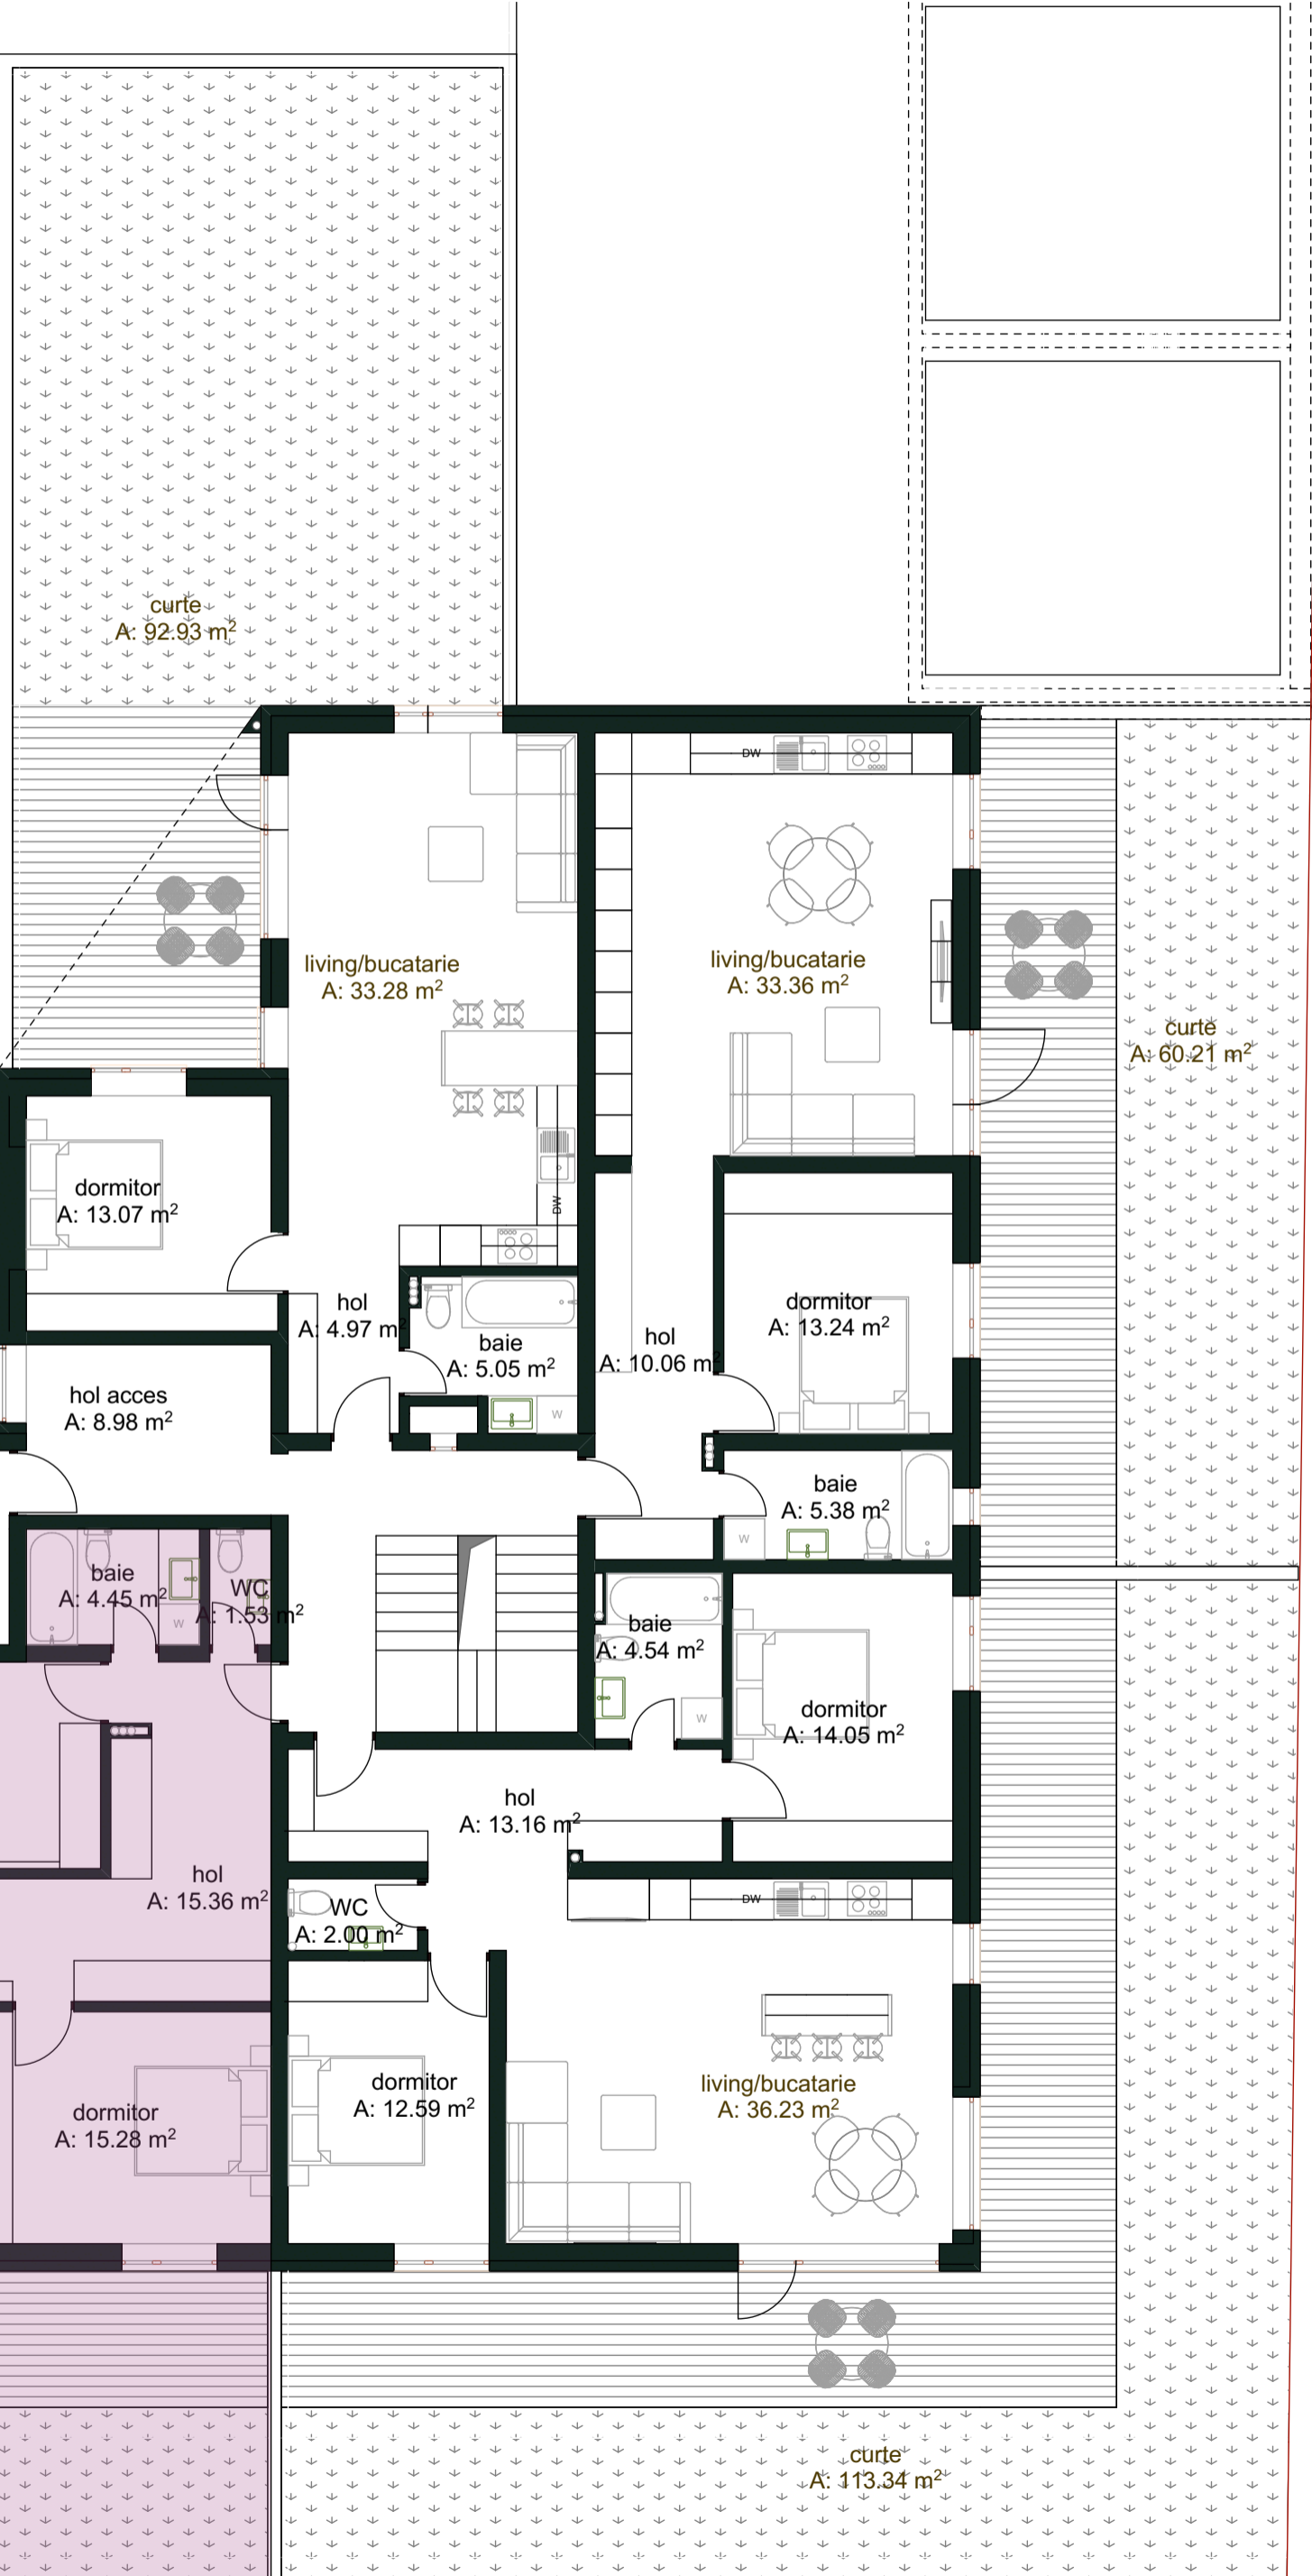 curte
A: 92.93 m²
DW
living/bucatarie
A: 33.28 m²
living/bucatarie
A: 33.36 m²
curte
A: 60.21 m²
dormitor
A: 13.07 m²
DW
hol
A: 4.97 m²
baie
A: 5.05 m²
hol
A: 10.06 m²
dormitor
A: 13.24 m²
hol acces
A: 8.98 m²
W
baie
A: 5.38 m²
W
baie
A: 4.45 m²
W
WC
A: 1.53 m²
baie
A: 4.54 m²
W
dormitor
A: 14.05 m²
hol
A: 13.16 m²
hol
A: 15.36 m²
WC
A: 2.00 m²
DW
dormitor
A: 12.59 m²
living/bucatarie
A: 36.23 m²
dormitor
A: 15.28 m²
curte
A: 113.34 m²